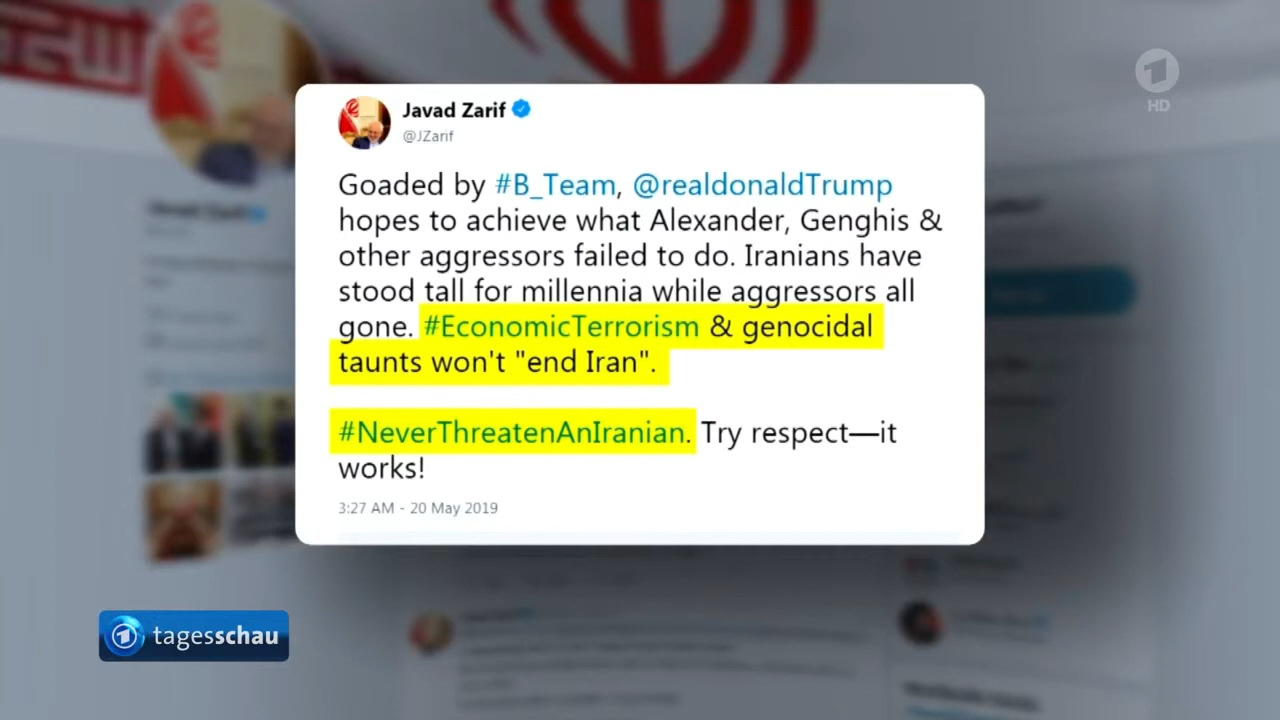 Javad Zarif
@JZarif
Goaded by #B_Team, @realdonaldTrump
hopes to achieve what Alexander, Genghis &
other aggressors failed to do. Iranians have
stood tall for millennia while aggressors all
gone. #EconomicTerrorism & genocidal
taunts won't "end Iran".
#NeverThreatenAnIranian. Try respect—it
works!
3:27 AM - 20 May 2019
1
HD
tagesschau